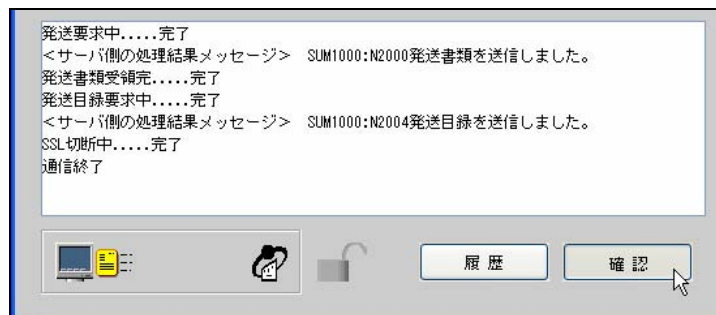 発送要求中.....完了
<サーバ側の処理結果メッセージ> SUM1000:N2000発送書類を送信しました。
発送書類受領完.....完了
発送目録要求中.....完了
<サーバ側の処理結果メッセージ> SUM1000:N2004発送目録を送信しました。
SSL切断中.....完了
通信終了
履 歴
確 認